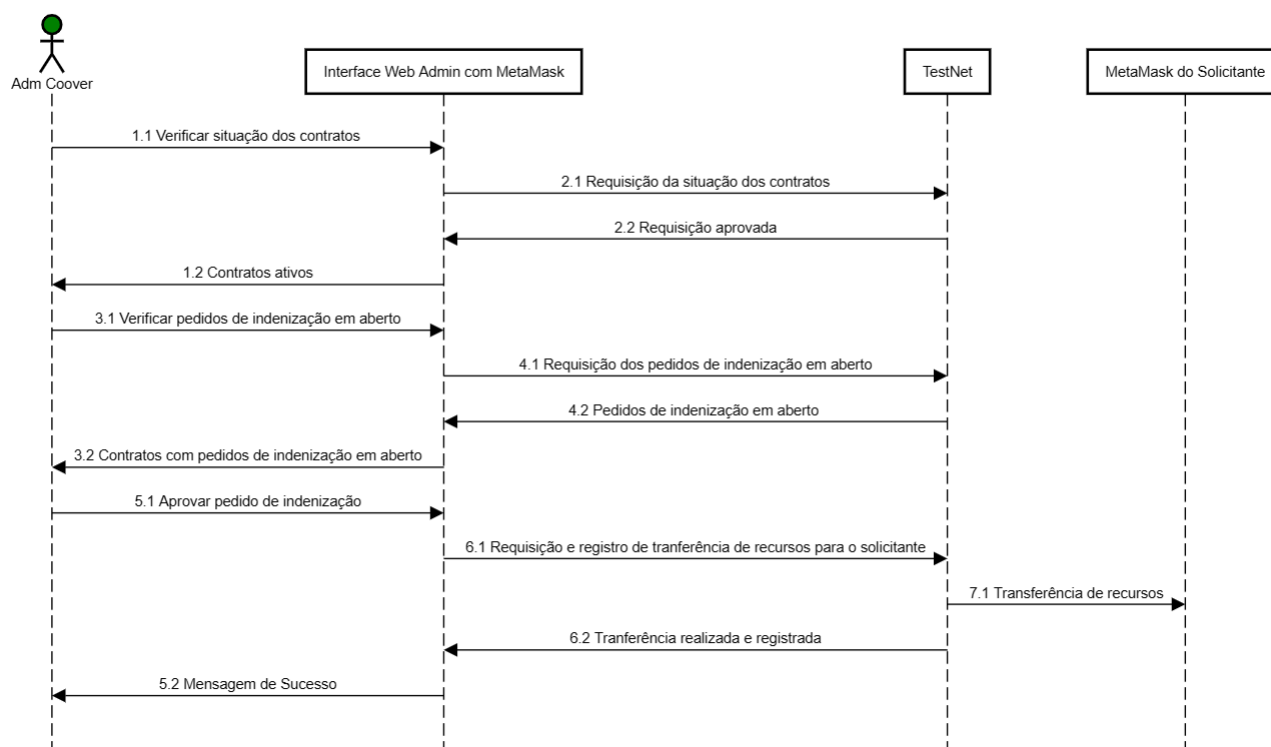 Adm Coover
Interface Web Admin com MetaMask
TestNet
MetaMask do Solicitante
1.1 Verificar situação dos contratos
2.1 Requisição da situação dos contratos
2.2 Requisição aprovada
1.2 Contratos ativos
3.1 Verificar pedidos de indenização em aberto
4.1 Requisição dos pedidos de indenização em aberto
4.2 Pedidos de indenização em aberto
3.2 Contratos com pedidos de indenização em aberto
5.1 Aprovar pedido de indenização
6.1 Requisição e registro de tranferência de recursos para o solicitante
7.1 Transferência de recursos
6.2 Tranferência realizada e registrada
5.2 Mensagem de Sucesso